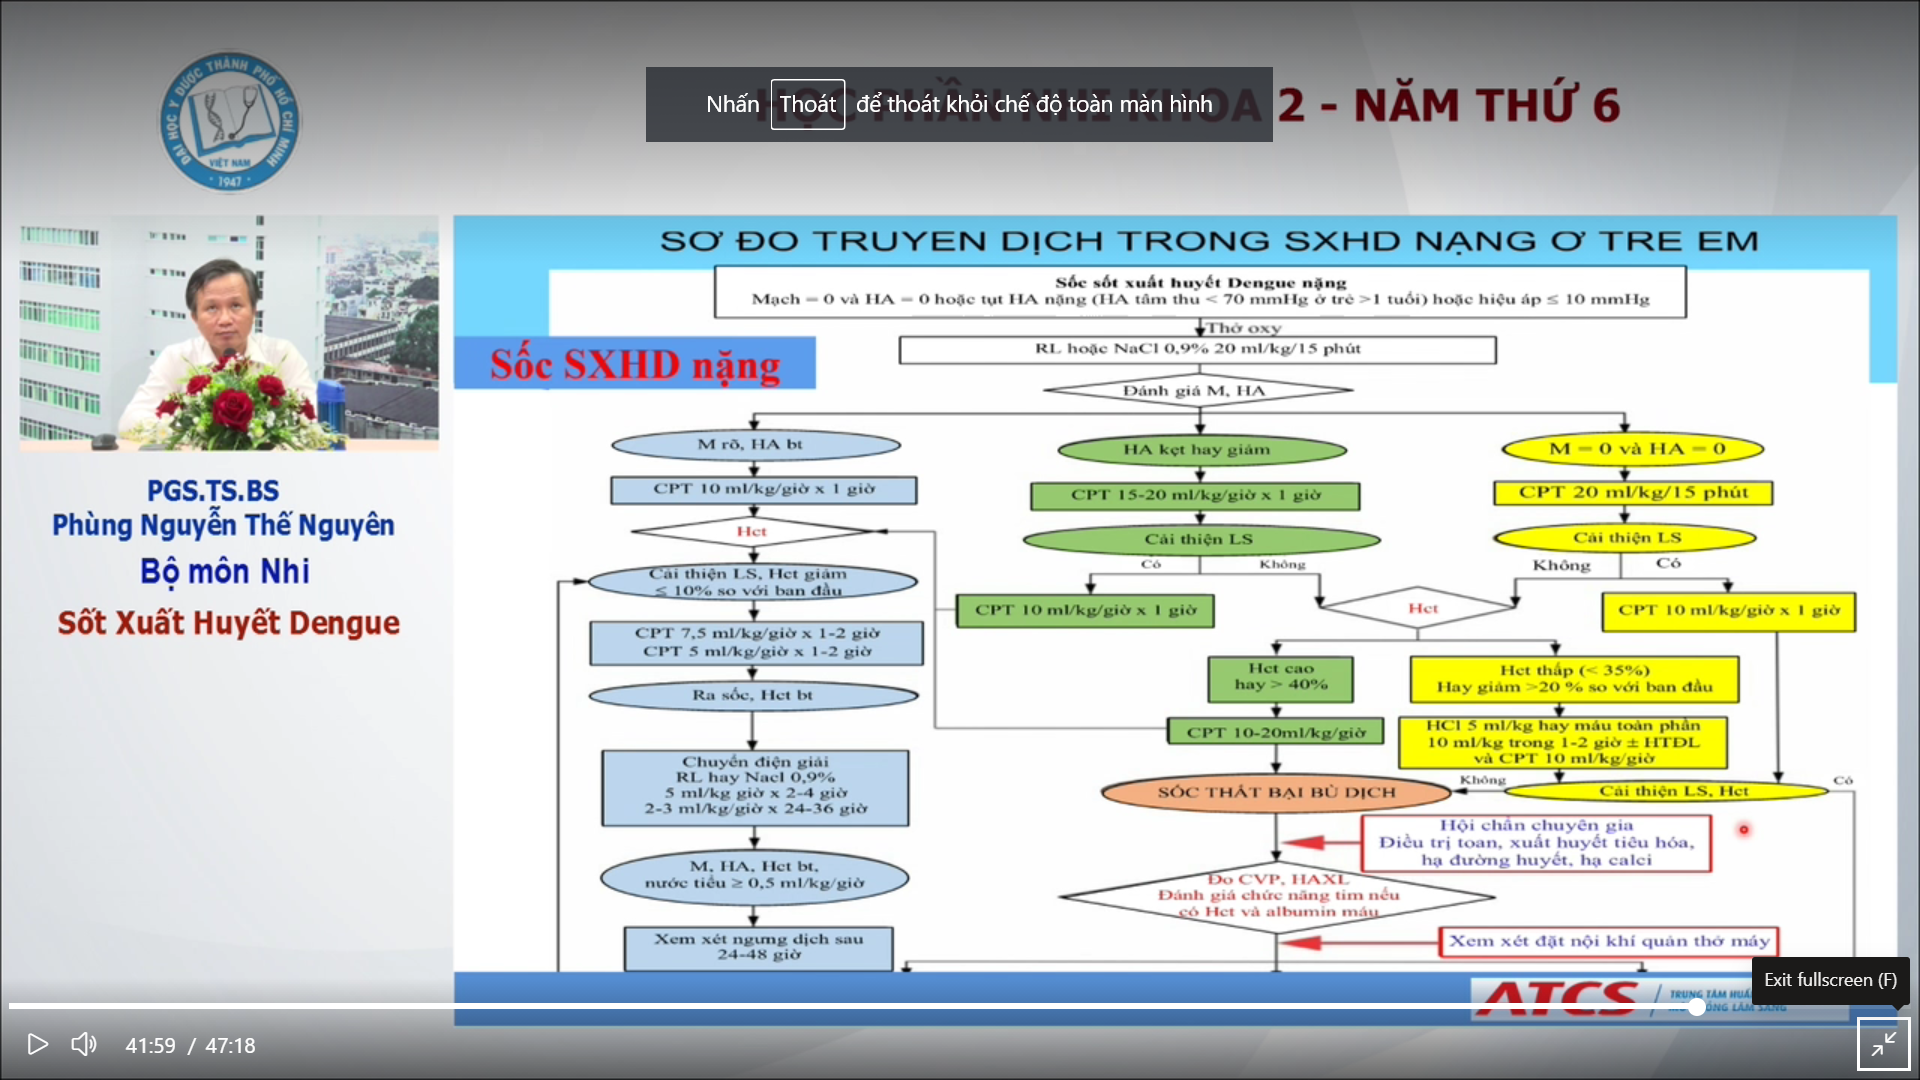 Nhấn Thoát để thoát khỏi chế độ toàn màn hình
2 - NĂM THỨ 6
ĐẠI HỌC Y DƯỢC THÀNH PHỐ HỒ CHÍ MINH
VIỆT NAM
1947
PGS.TS.BS
Phùng Nguyễn Thế Nguyên
Bộ môn Nhi
Sốt Xuất Huyết Dengue
SƠ ĐO TRUYEN DỊCH TRONG SXHD NẠNG Ơ TRE EM
Sốc sốt xuất huyết Dengue nặng
Mạch = 0 và HA = 0 hoặc tụt HA nặng (HA tâm thu < 70 mmHg ở trẻ >1 tuổi) hoặc hiệu áp ≤ 10 mmHg
Thở oxy
Sốc SXHD nặng
RL hoặc NaCl 0,9% 20 ml/kg/15 phút
Đánh giá M, HA
M rõ, HA bt
CPT 10 ml/kg/giờ x 1 giờ
Hct
Cải thiện LS, Hct giảm
≤ 10% so với ban đầu
CPT 7,5 ml/kg/giờ x 1-2 giờ
CPT 5 ml/kg/giờ x 1-2 giờ
Ra sốc, Hct bt
Chuyển điện giải
RL hay Nacl 0,9%
5 ml/kg giờ x 2-4 giờ
2-3 ml/kg/giờ x 24-36 giờ
M, HA, Hct bt,
nước tiểu ≥ 0,5 ml/kg/giờ
Xem xét ngưng dịch sau
24-48 giờ
HA kẹt hay giảm
CPT 15-20 ml/kg/giờ x 1 giờ
Cải thiện LS
Có
Không
CPT 10 ml/kg/giờ x 1 giờ
M = 0 và HA = 0
CPT 20 ml/kg/15 phút
Cải thiện LS
Không
Có
CPT 10 ml/kg/giờ x 1 giờ
Hct
Hct cao
hay > 40%
CPT 10-20ml/kg/giờ
Hct thấp (< 35%)
Hay giảm >20 % so với ban đầu
HCl 5 ml/kg hay máu toàn phần
10 ml/kg trong 1-2 giờ ± HTĐL
và CPT 10 ml/kg/giờ
Không
Cải thiện LS, Hct
Có
SỐC THẤT BẠI BÙ DỊCH
Hội chẩn chuyên gia
Điều trị toan, xuất huyết tiêu hóa,
hạ đường huyết, hạ calci
Đo CVP, HAXL
Đánh giá chức năng tim nếu
có Hct và albumin máu
Xem xét đặt nội khí quản thở máy
Exit fullscreen (F)
ATCS
TRUNG TÂM
LÂM SÀNG
41:59 / 47:18